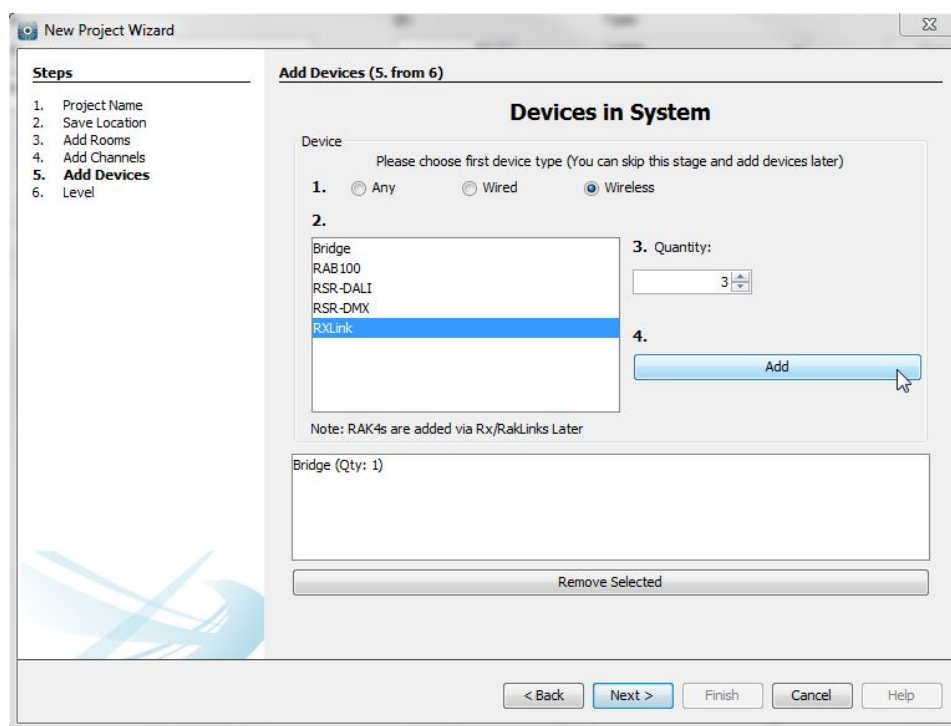 New Project Wizard
Steps
1. Project Name
2. Save Location
3. Add Rooms
4. Add Channels
5. Add Devices
6. Level
Add Devices (5. from 6)
Devices in System
Device
Please choose first device type (You can skip this stage and add devices later)
1. Any Wired Wireless
2.
Bridge
RAB100
RSR-DALI
RSR-DMX
RXLink
3. Quantity:
3
4.
Add
Note: RAK4s are added via Rx/RakLinks Later
Bridge (Qty: 1)
Remove Selected
< Back Next > Finish Cancel Help